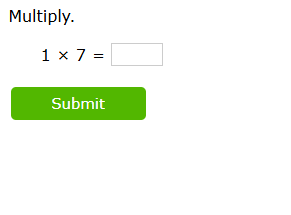 Multiply.
1 × 7 =
Submit